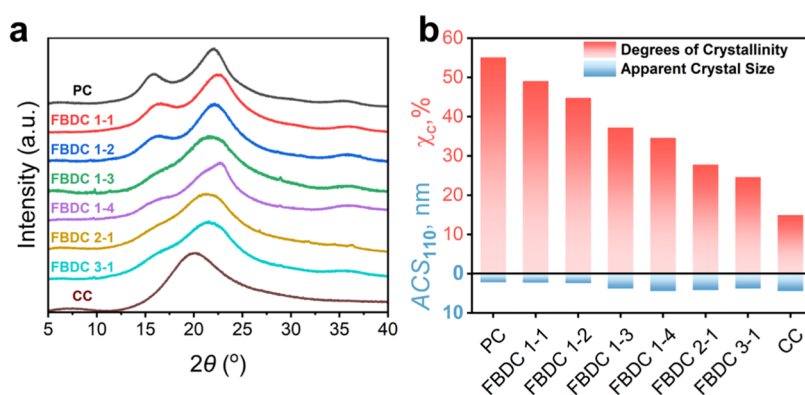 a
Intensity (a.u.)
PC
FBDC 1-1
FBDC 1-2
FBDC 1-3
FBDC 1-4
FBDC 2-1
FBDC 3-1
CC
5 10 15 20 25 30 35 40
2θ (°)
b
Degrees of Crystallinity
Apparent Crystal Size
χC, %
ACS110, nm
60
50
40
30
20
10
0
10
PC
FBDC 1-1
FBDC 1-2
FBDC 1-3
FBDC 1-4
FBDC 2-1
FBDC 3-1
CC